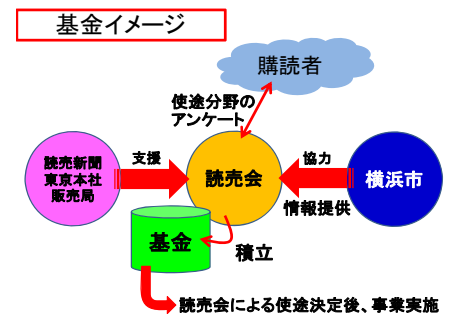 基金イメージ
購読者
使途分野の
アンケート
読売新聞
東京本社
販売局
支援
読売会
協力
情報提供
横浜市
基金
積立
読売会による使途決定後、事業実施